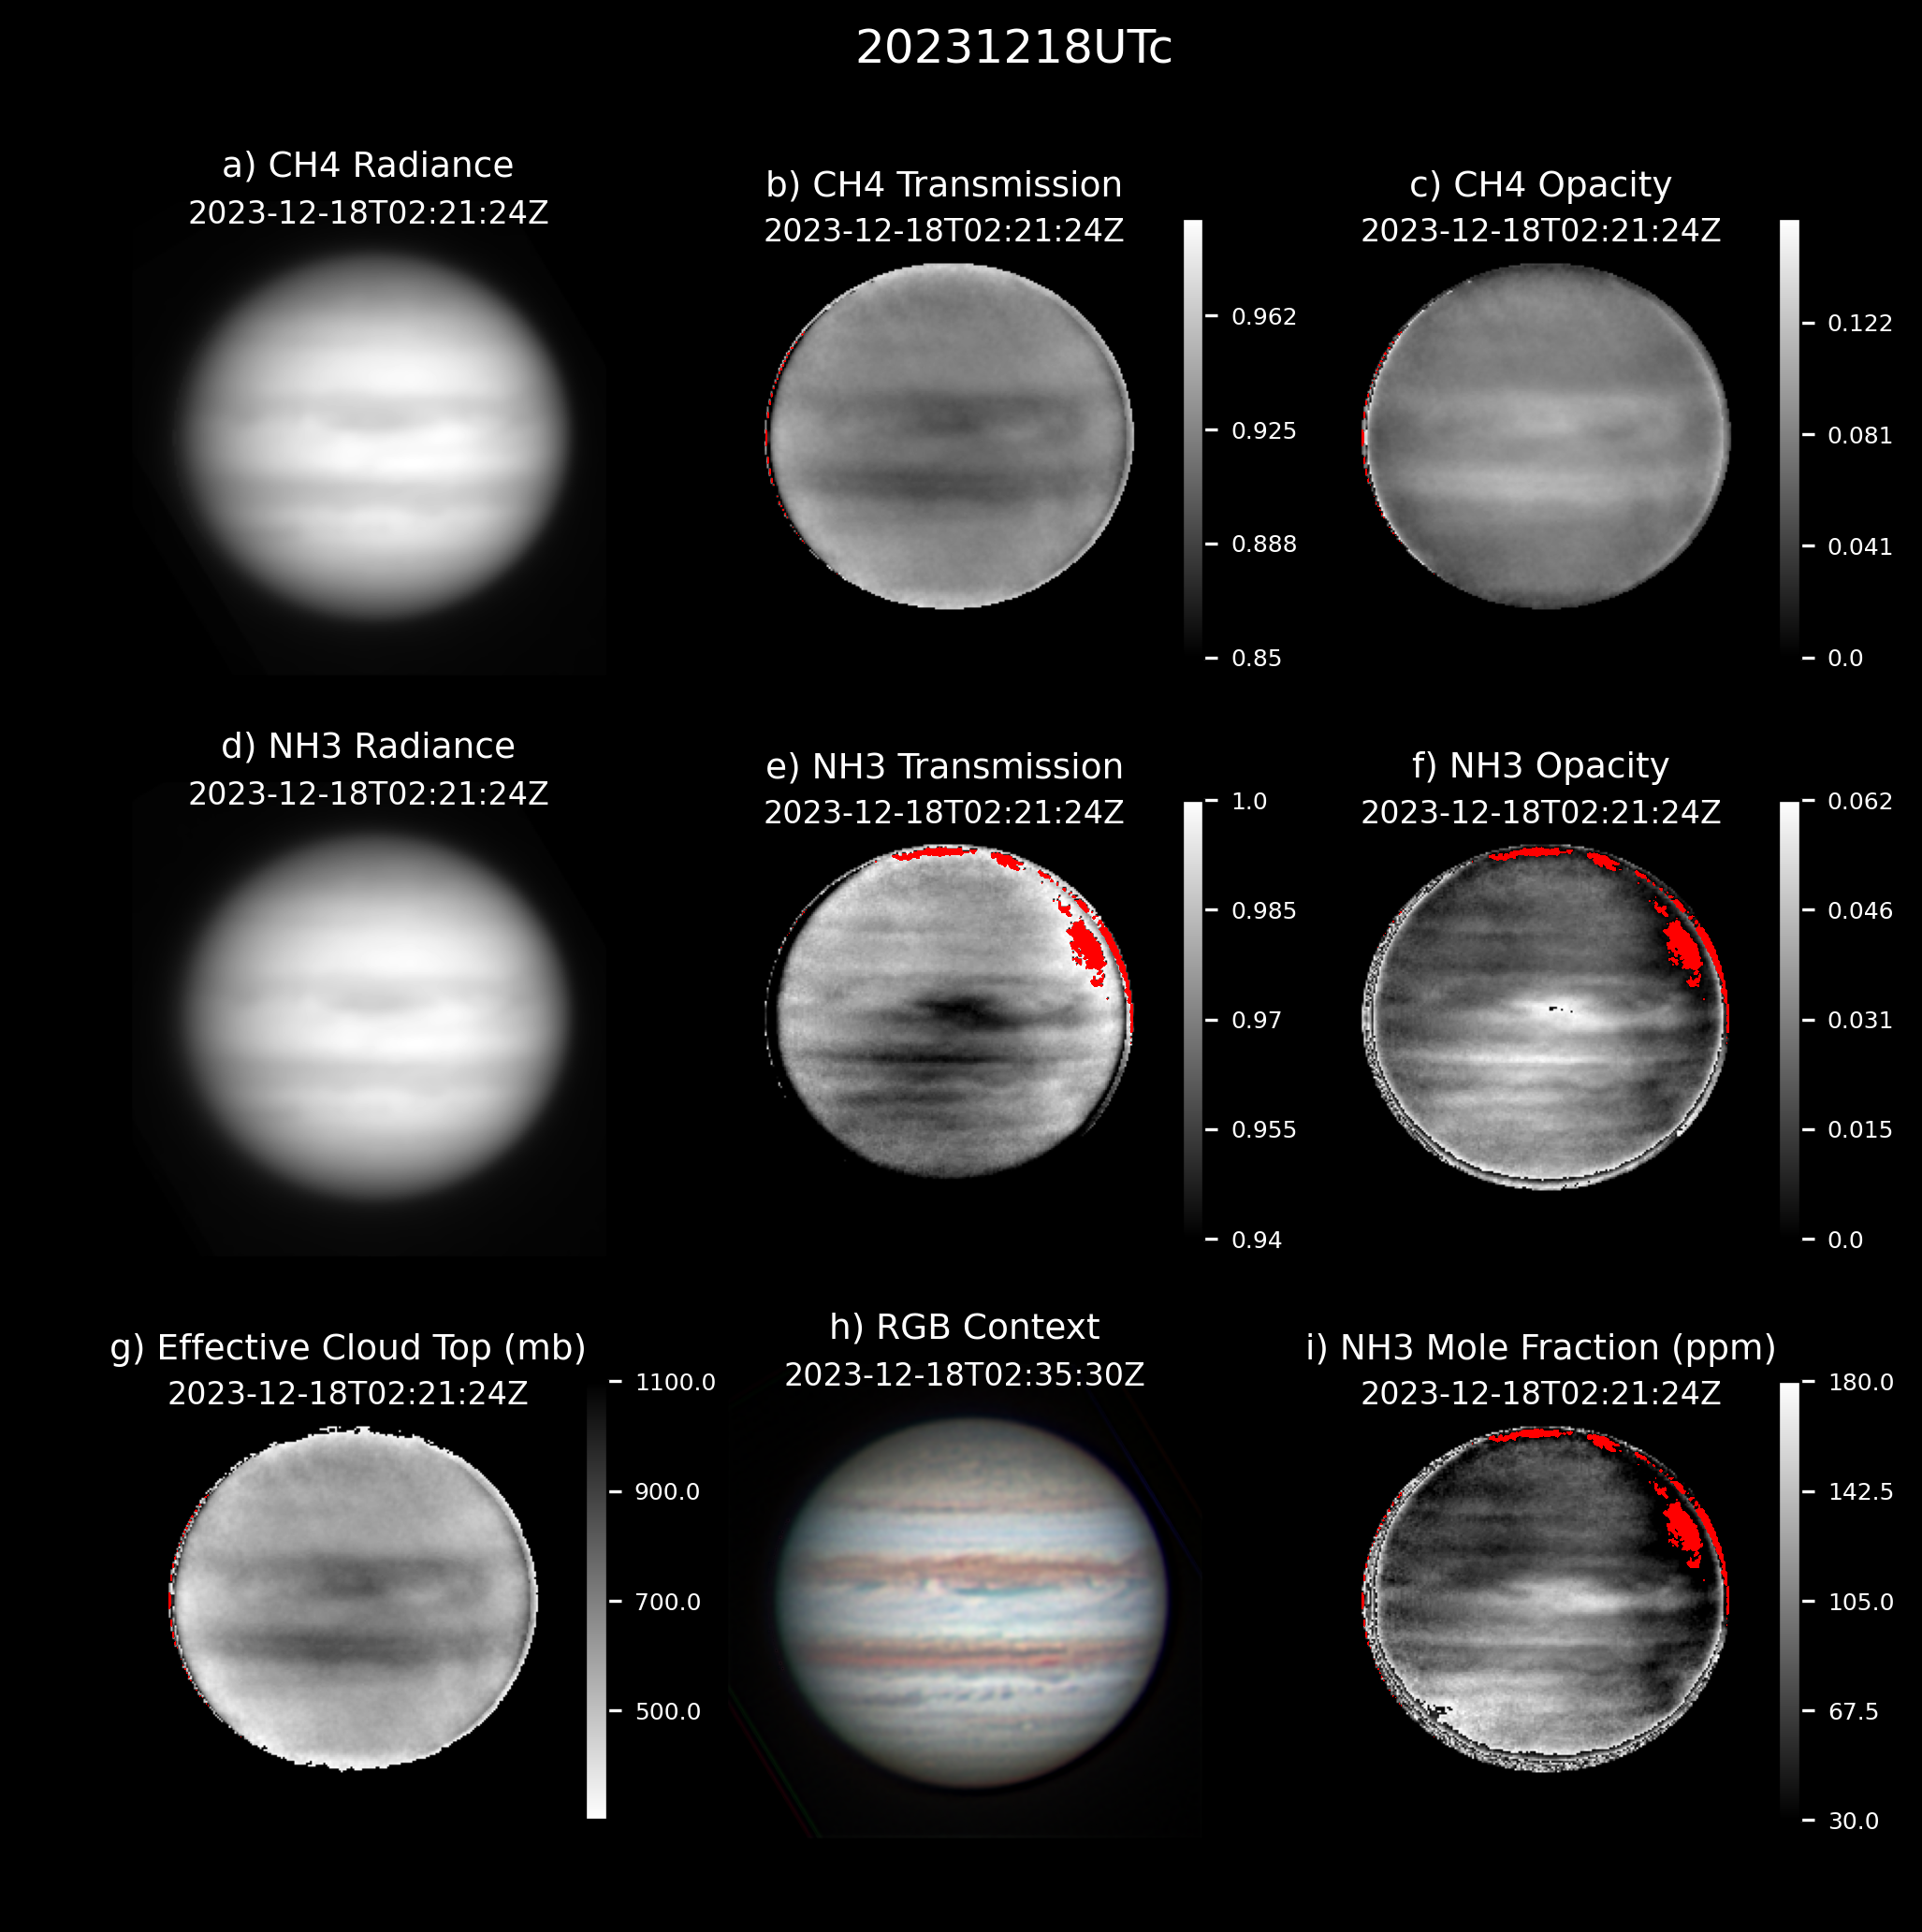 20231218UTc
a) CH4 Radiance
2023-12-18T02:21:24Z
b) CH4 Transmission
2023-12-18T02:21:24Z
0.962
0.925
0.888
0.85
c) CH4 Opacity
2023-12-18T02:21:24Z
0.122
0.081
0.041
0.0
d) NH3 Radiance
2023-12-18T02:21:24Z
e) NH3 Transmission
2023-12-18T02:21:24Z
1.0
0.985
0.97
0.955
0.94
f) NH3 Opacity
2023-12-18T02:21:24Z
0.062
0.046
0.031
0.015
0.0
g) Effective Cloud Top (mb)
2023-12-18T02:21:24Z
1100.0
900.0
700.0
500.0
h) RGB Context
2023-12-18T02:35:30Z
i) NH3 Mole Fraction (ppm)
2023-12-18T02:21:24Z
180.0
142.5
105.0
67.5
30.0